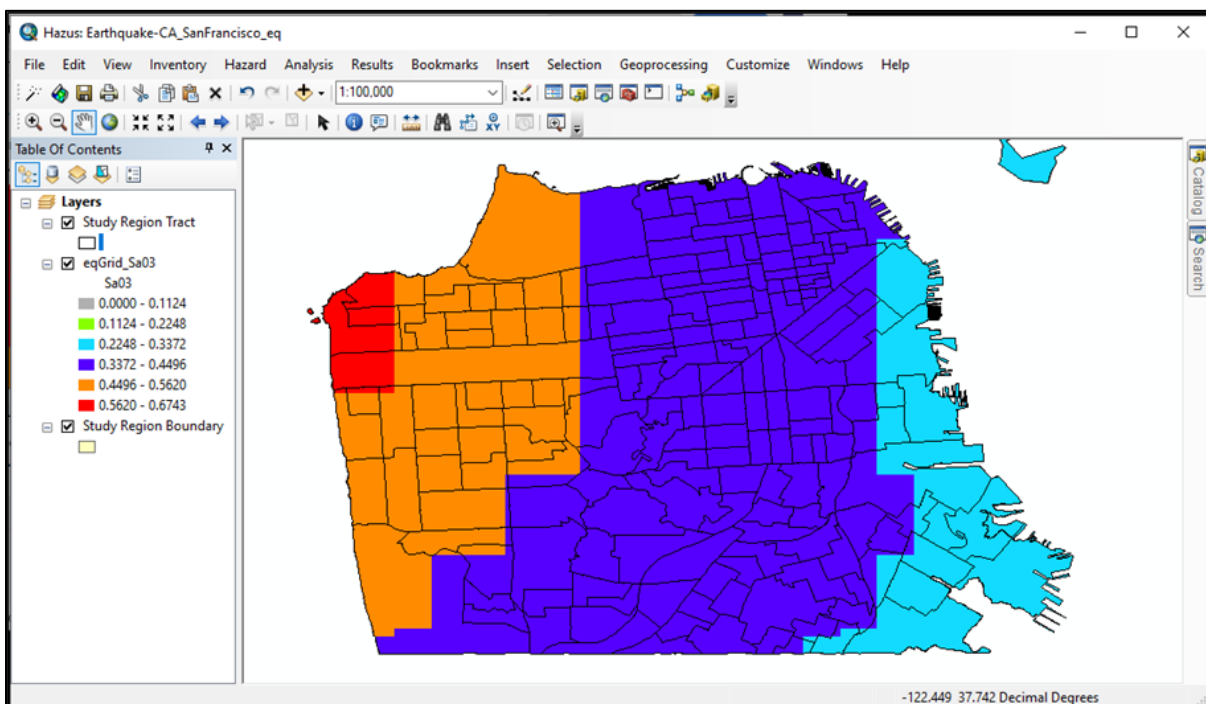 Hazus: Earthquake-CA_SanFrancisco_eq
File Edit View Inventory Hazard Analysis Results Bookmarks Insert Selection Geoprocessing Customize Windows Help
1:100,000
Table Of Contents
Layers
Study Region Tract
eqGrid_Sa03
Sa03
0.0000 - 0.1124
0.1124 - 0.2248
0.2248 - 0.3372
0.3372 - 0.4496
0.4496 - 0.5620
0.5620 - 0.6743
Study Region Boundary
Catalog
Search
-122.449 37.742 Decimal Degrees